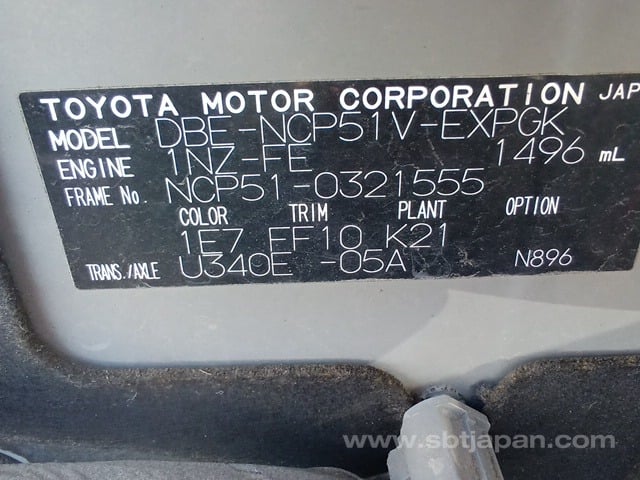 TOYOTA MOTOR CORPORATION JAP
MODEL DBE-NCP51V-EXPGK
ENGINE 1NZ-FE 1496 mL
FRAME No. NCP51-0321555
COLOR TRIM PLANT OPTION
1E7 EF10 K21
TRANS./AXLE U340E -05A N896
www.sbtjapan.com